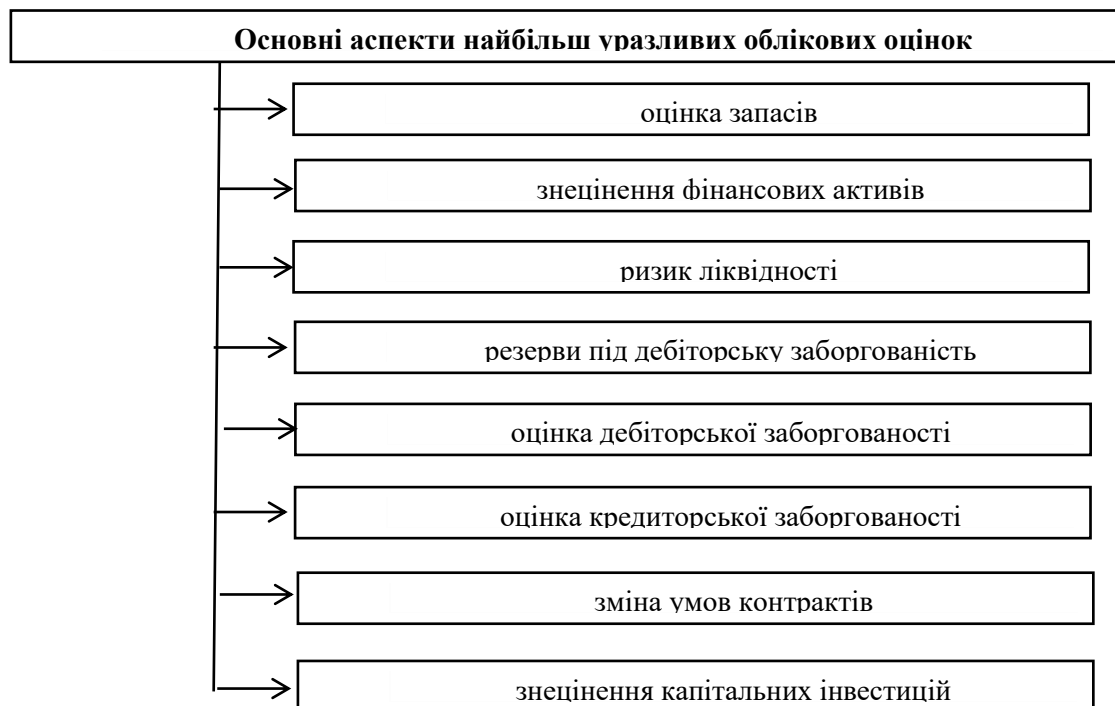 Основні аспекти найбільш уразливих облікових оцінок
оцінка запасів
знецінення фінансових активів
ризик ліквідності
резерви під дебіторську заборгованість
оцінка дебіторської заборгованості
оцінка кредиторської заборгованості
зміна умов контрактів
знецінення капітальних інвестицій